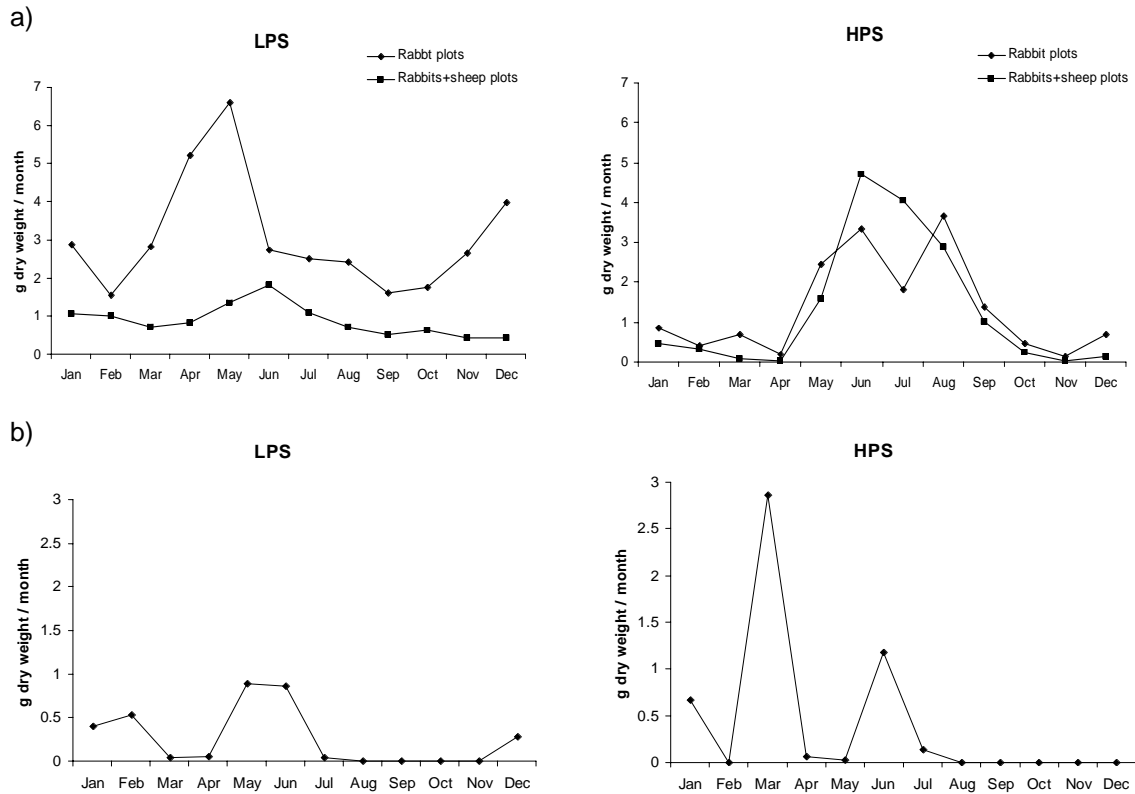 a)
LPS
Rabbt plots
Rabbits+sheep plots
g dry weight / month
7
6
5
4
3
2
1
0
Jan Feb Mar Apr May Jun Jul Aug Sep Oct Nov Dec
HPS
Rabbit plots
Rabbits+sheep plots
g dry weight / month
7
6
5
4
3
2
1
0
Jan Feb Mar Apr May Jun Jul Aug Sep Oct Nov Dec
b)
LPS
g dry weight / month
3
2.5
2
1.5
1
0.5
0
Jan Feb Mar Apr May Jun Jul Aug Sep Oct Nov Dec
HPS
g dry weight / month
3
2.5
2
1.5
1
0.5
0
Jan Feb Mar Apr May Jun Jul Aug Sep Oct Nov Dec